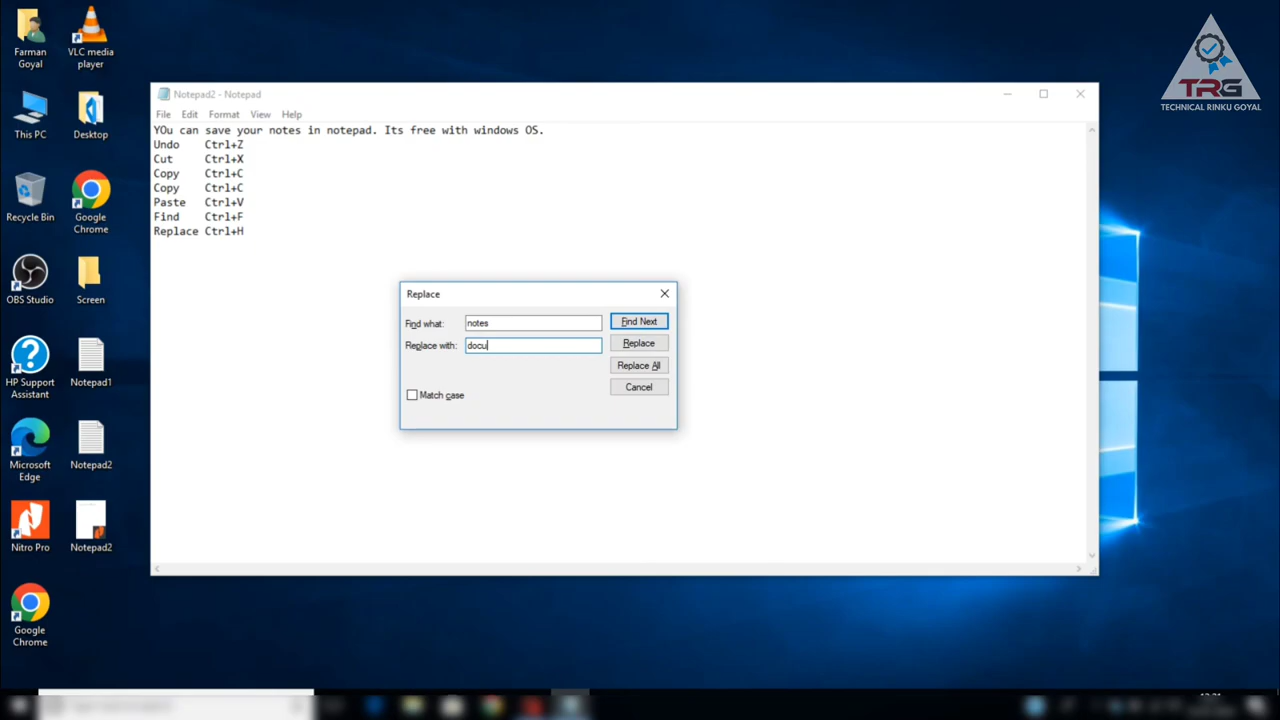 Farman
Goyal
VLC media
player
This PC
Desktop
Recycle Bin
Google
Chrome
OBS Studio
Screen
HP Support
Assistant
Notepad1
Microsoft
Edge
Notepad2
Nitro Pro
Notepad2
Google
Chrome
Notepad2 - Notepad
File Edit Format View Help
YOu can save your notes in notepad. Its free with windows OS.
Undo Ctrl+Z
Cut Ctrl+X
Copy Ctrl+C
Copy Ctrl+C
Paste Ctrl+V
Find Ctrl+F
Replace Ctrl+H
Replace
Find what: notes Find Next
Replace with: docu Replace
Replace All
Cancel
Match case
TRG
TECHNICAL RINKU GOYAL